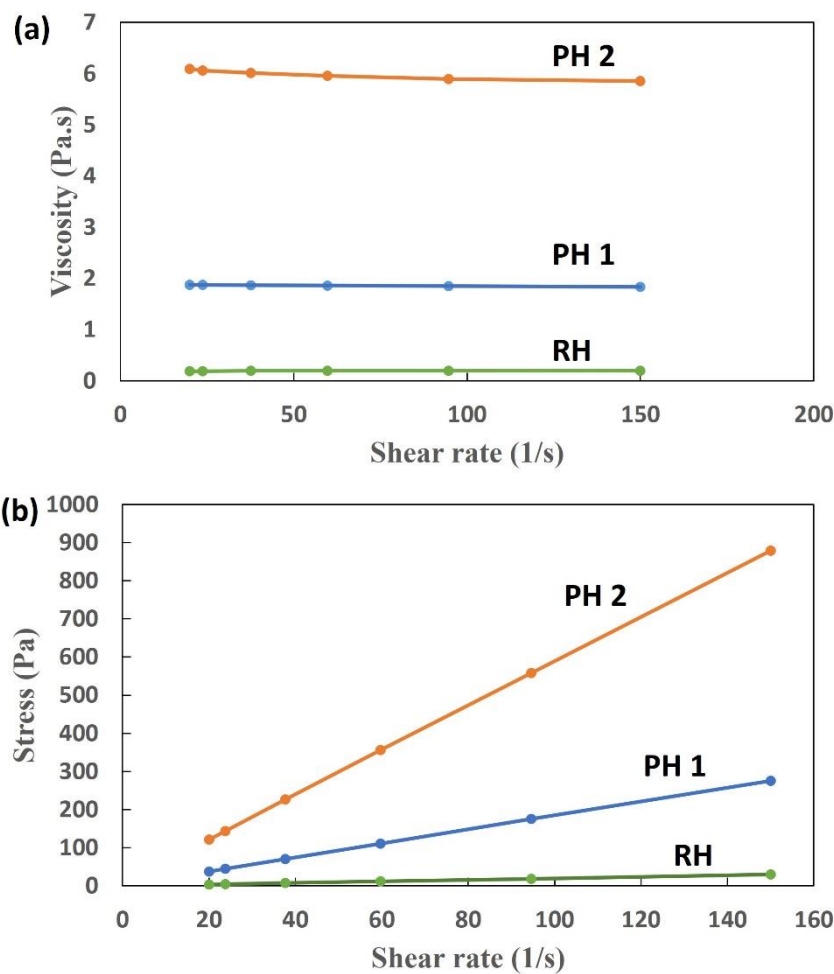 (a)
7
6
5
4
3
2
1
0
Viscosity (Pa.s)
PH 2
PH 1
RH
0 50 100 150 200
Shear rate (1/s)
(b)
1000
900
800
700
600
500
400
300
200
100
0
Stress (Pa)
PH 2
PH 1
RH
0 20 40 60 80 100 120 140 160
Shear rate (1/s)